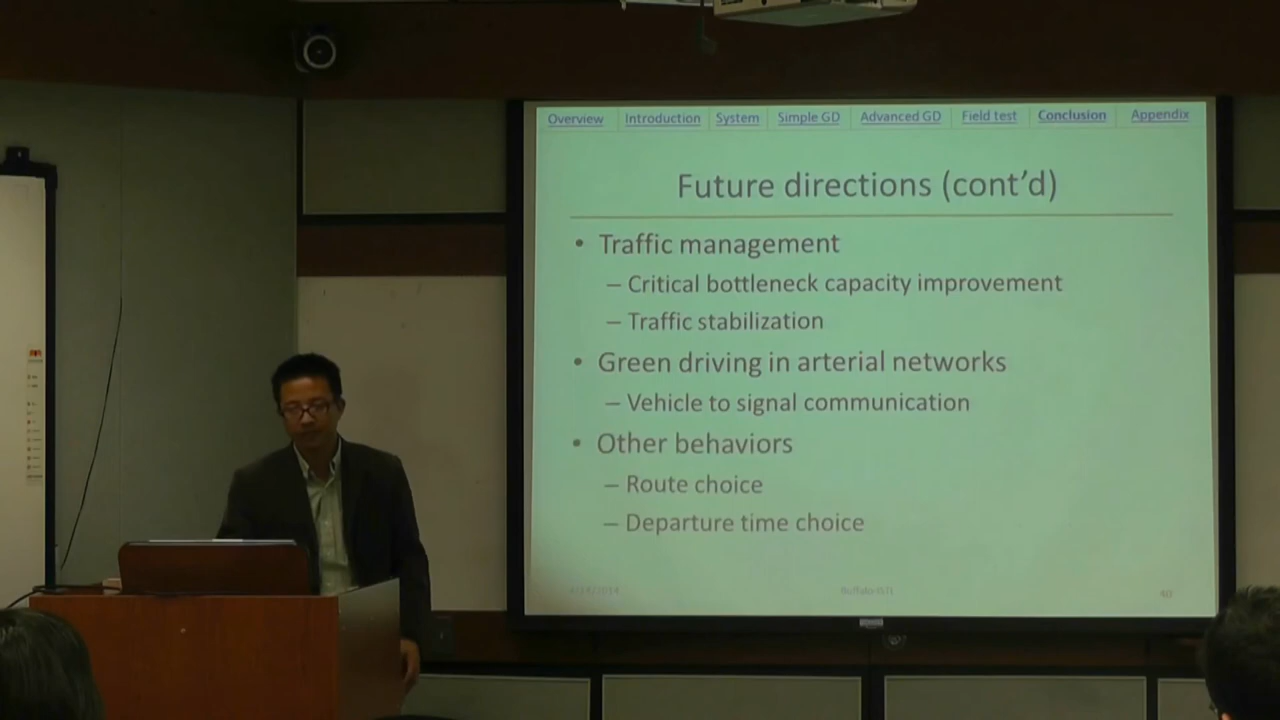 Overview Introduction System Simple GD Advanced GD Field test Conclusion Appendix
Future directions (cont'd)
• Traffic management
– Critical bottleneck capacity improvement
– Traffic stabilization
• Green driving in arterial networks
– Vehicle to signal communication
• Other behaviors
– Route choice
– Departure time choice
40